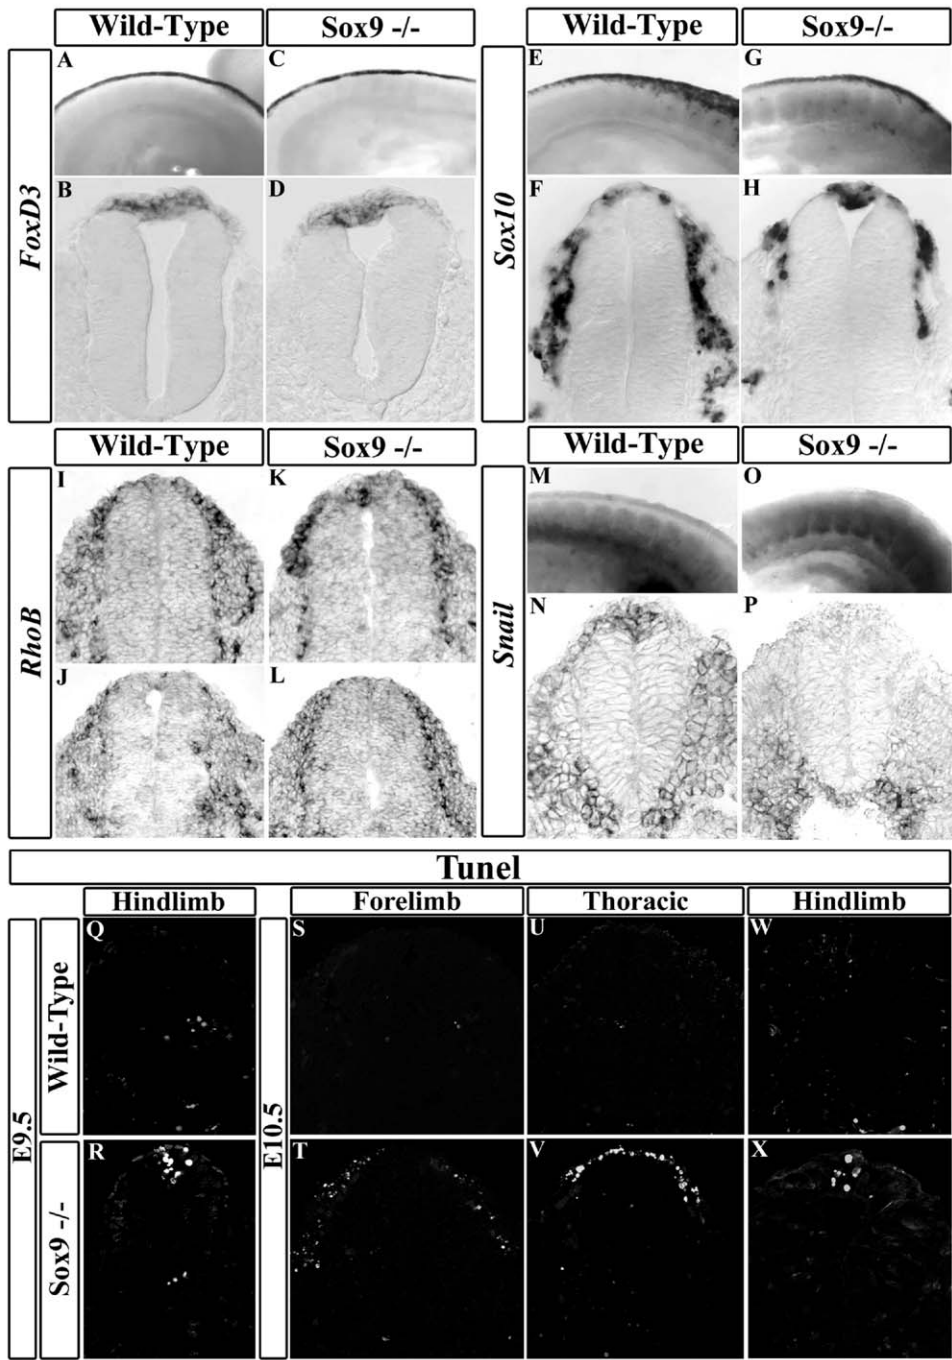 Wild-Type Sox9 -/- Wild-Type Sox9-/-
A C E G
FoxD3 Sox10
B D F H
Wild-Type Sox9 -/- Wild-Type Sox9 -/-
I K M O
RhoB Snail
N P
J L
Tunel
Hindlimb Forelimb Thoracic Hindlimb
Q S U W
Wild-Type
E9.5 E10.5
R T V X
Sox9 -/-